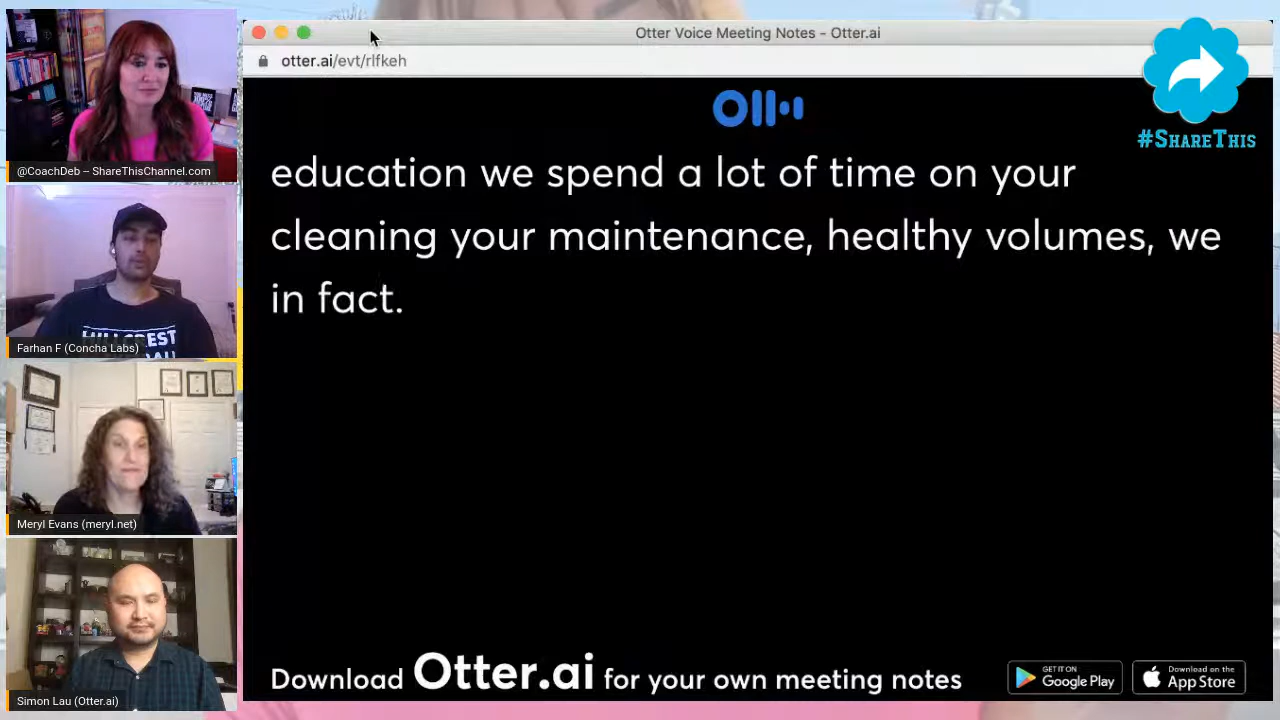 @CoachDeb -- ShareThisChannel.com
HILLCREST
Farhan F (Concha Labs)
Meryl Evans (meryl.net)
Simon Lau (Otter.ai)
Otter Voice Meeting Notes - Otter.ai
otter.ai/evt/rlfkeh
#SHARETHIS
education we spend a lot of time on your
cleaning your maintenance, healthy volumes, we
in fact.
Download Otter.ai for your own meeting notes
GET IT ON
Google Play
Download on the
App Store